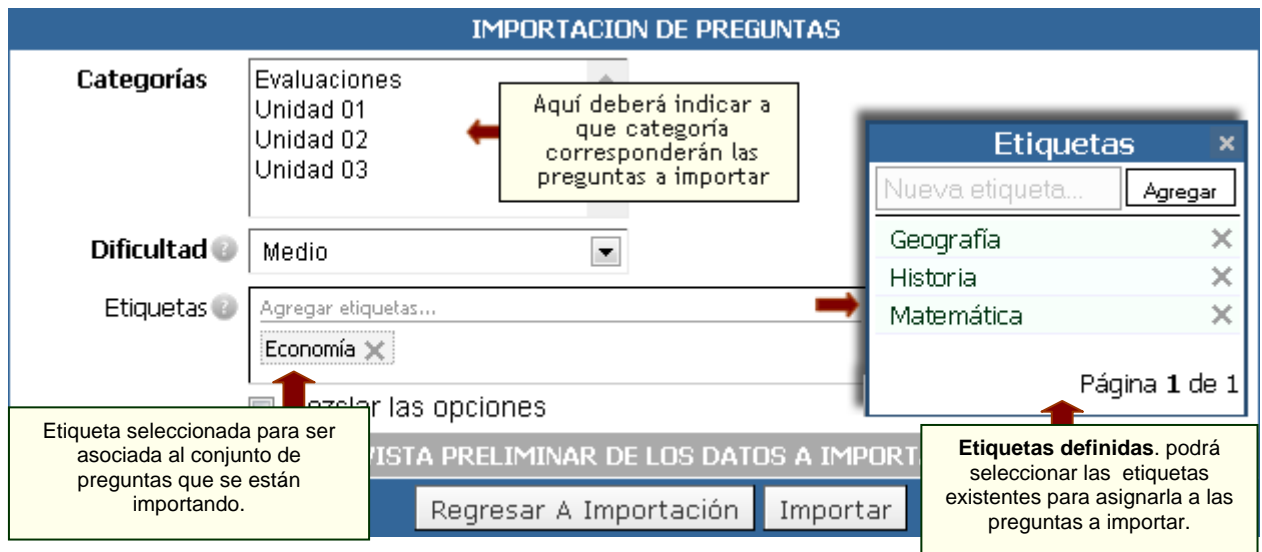 IMPORTACION DE PREGUNTAS
Categorías
Evaluaciones
Unidad 01
Unidad 02
Unidad 03
Aquí deberá indicar a
que categoría
corresponderán las
preguntas a importar
Dificultad ?
Medio
Etiquetas ?
Agregar etiquetas...
Economía
Etiquetas
Nueva etiqueta...
Agregar
Geografía
Historia
Matemática
Página 1 de 1
las opciones
Etiqueta seleccionada para ser
asociada al conjunto de
preguntas que se están
importando.
PRELIMINAR DE LOS DATOS A
Etiquetas definidas. podrá
seleccionar las etiquetas
existentes para asignarla a las
preguntas a importar.
Regresar A Importación
Importar